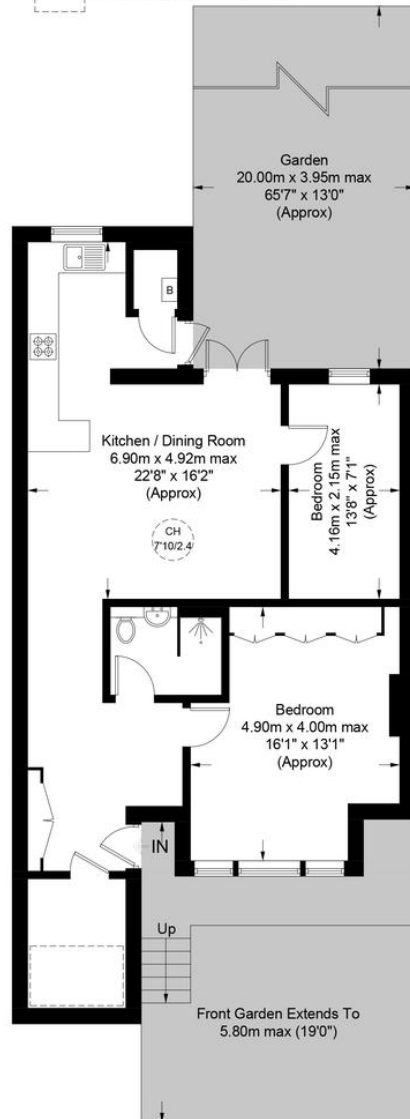 Garden
20.00m x 3.95m max
65'7" x 13'0"
(Approx)
B
Kitchen / Dining Room
6.90m x 4.92m max
22'8" x 16'2"
(Approx)
CH
7'10/2.4
Bedroom
4.16m x 2.15m max
13'8" x 7'1"
(Approx)
Bedroom
4.90m x 4.00m max
16'1" x 13'1"
(Approx)
IN
Up
Front Garden Extends To
5.80m max (19'0")